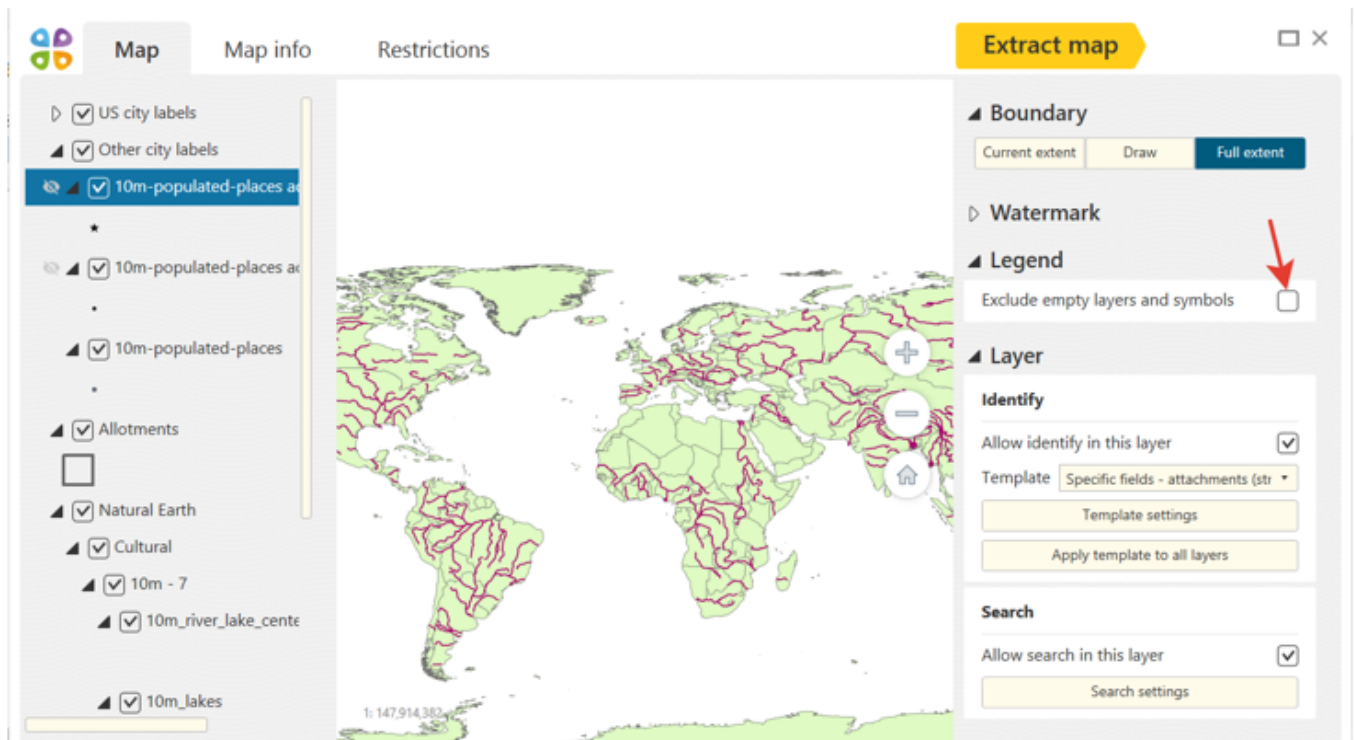 Map
Map info
Restrictions
Extract map
US city labels
Other city labels
10m-populated-places
10m-populated-places
10m-populated-places
Allotments
Natural Earth
Cultural
10m - 7
10m_river_lake_cente
10m_lakes
1: 147,914,382
Boundary
Current extent Draw Full extent
Watermark
Legend
Exclude empty layers and symbols
Layer
Identify
Allow identify in this layer
Template Specific fields - attachments (str
Template settings
Apply template to all layers
Search
Allow search in this layer
Search settings